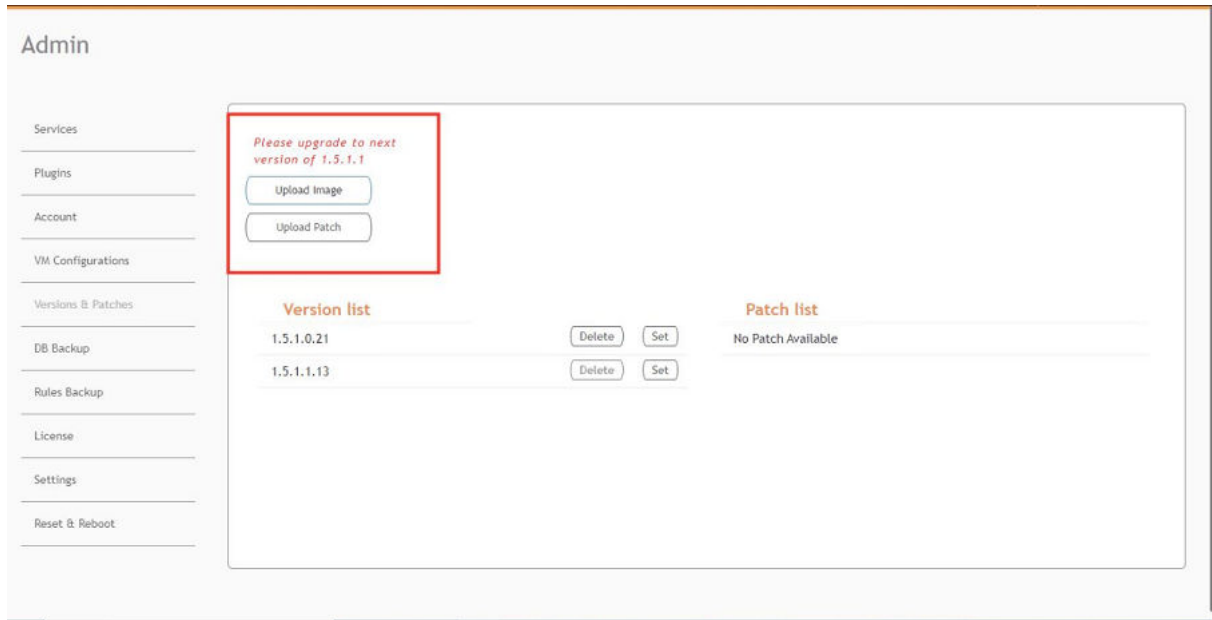 Admin
Services
Plugins
Account
VM Configurations
Versions & Patches
DB Backup
Rules Backup
License
Settings
Reset & Reboot
Please upgrade to next
version of 1.5.1.1
Upload Image
Upload Patch
Version list
1.5.1.0.21 Delete Set
1.5.1.1.13 Delete Set
Patch list
No Patch Available